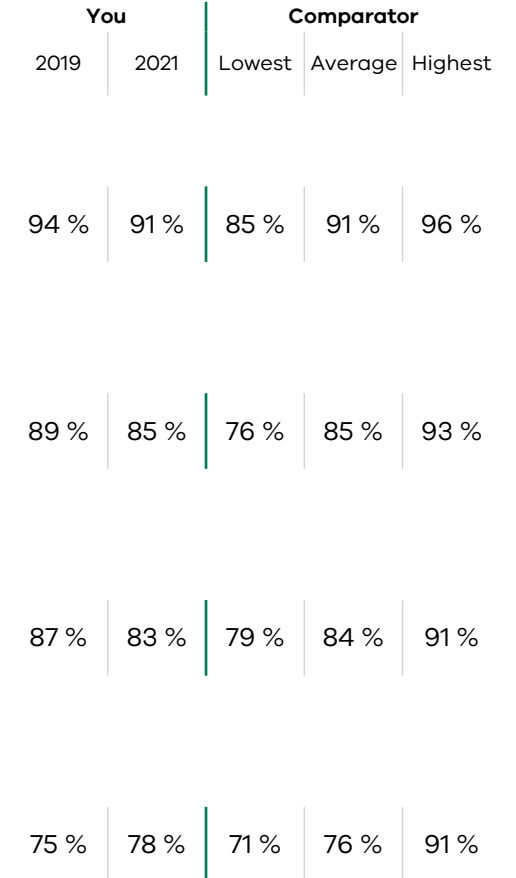 You Comparator
2019 2021 Lowest Average Highest
94 % 91 % 85 % 91 % 96 %
89 % 85 % 76 % 85 % 93 %
87 % 83 % 79 % 84 % 91 %
75 % 78 % 71 % 76 % 91 %